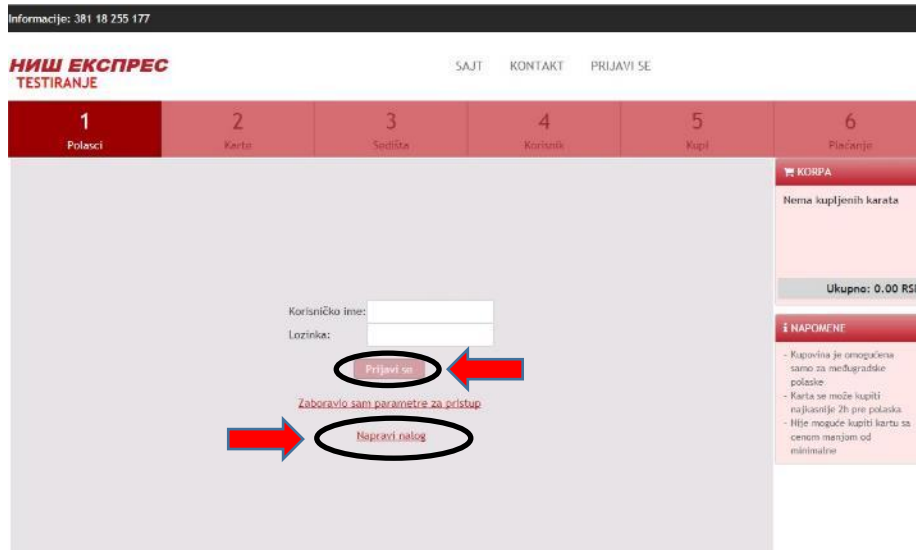 Informacije: 381 18 255 177
НИШ ЕКСПРЕС
TESTIRANJE
SAJT KONTAKT PRIJAVI SE
1
Polasci
2
Karte
3
Sedišta
4
Korisnik
5
Kupi
6
Plaćanje
KORPA
Nema kupljenih karata
Ukupno: 0.00 RSD
Korisničko ime:
Lozinka:
Prijavi se
Zaboravio sam parametre za pristup
Napravi nalog
i NAPOMENE
- Kupovina je omogućena
samo za međugradske
polaske
- Karta se može kupiti
najkasnije 2h pre polaska
- Nije moguće kupiti kartu sa
cenom manjom od
minimalne